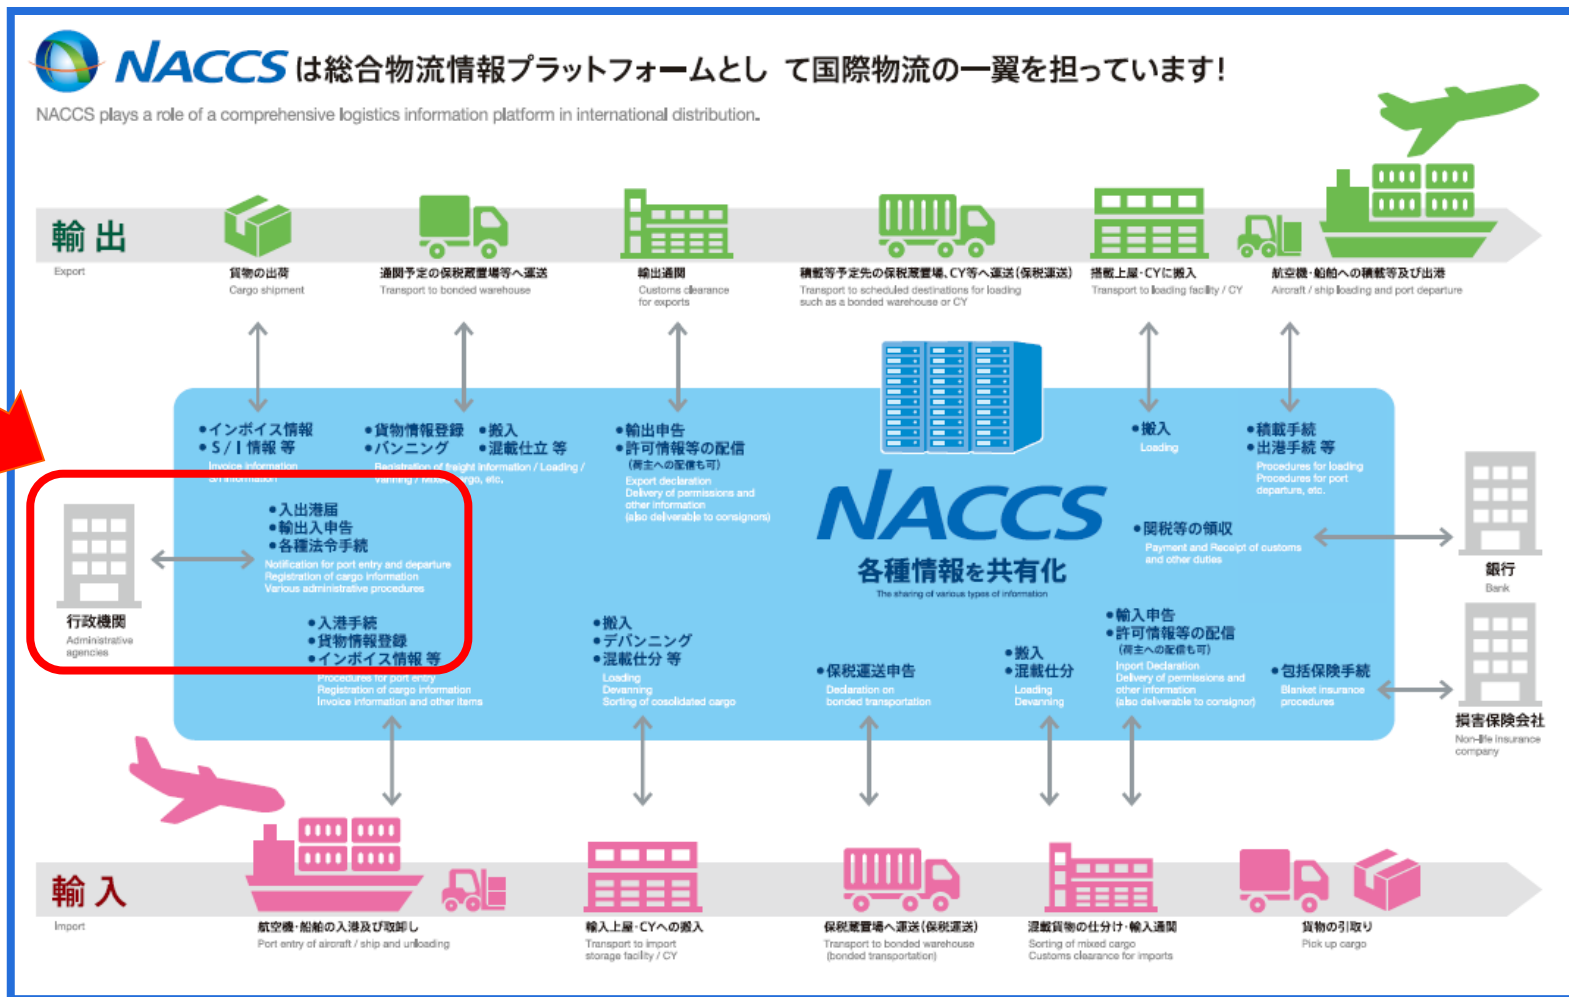 NACCS は総合物流情報プラットフォームとし て国際物流の一翼を担っています!
NACCS plays a role of a comprehensive logistics information platform in international distribution.
輸出
Export
貨物の出荷
Cargo shipment
通関予定の保税蔵置場等へ運送
Transport to bonded warehouse
輸出通関
Customs clearance
for exports
積載等予定先の保税蔵置場、CY等へ運送(保税運送)
Transport to scheduled destinations for loading
such as a bonded warehouse or CY
搭載上屋・CYに搬入
Transport to loading facility / CY
航空機・船舶への積載等及び出港
Aircraft / ship loading and port departure
●インボイス情報
●S/I 情報 等
Invoice information
S/I information
●貨物情報登録 ●搬入
●バンニング ●混載仕立 等
Registration of freight information / Loading /
Vanning / Mixed cargo, etc.
●輸出申告
●許可情報等の配信
(荷主への配信も可)
Export declaration
Delivery of permissions and
other information
(also deliverable to consignors)
●搬入
Loading
●積載手続
●出港手続 等
Procedures for loading
Procedures for port
departure, etc.
行政機関
Administrative
agencies
●入出港届
●輸出入申告
●各種法令手続
Notification for port entry and departure
Registration of cargo information
Various administrative procedures
NACCS
各種情報を共有化
The sharing of various types of information
●関税等の領収
Payment and Receipt of customs
and other duties
銀行
Bank
●入港手続
●貨物情報登録
●インボイス情報 等
Procedures for port entry
Registration of cargo information
Invoice information and other items
●搬入
●デバンニング
●混載仕分 等
Loading
Devanning
Sorting of cosolidated cargo
●保税運送申告
Declaration on
bonded transportation
●搬入
●混載仕分
Loading
Devanning
●輸入申告
●許可情報等の配信
(荷主への配信も可)
Inport Declaration
Delivery of permissions and
other information
(also deliverable to consignor)
●包括保険手続
Blanket insurance
procedures
損害保険会社
Non-life insurance
company
輸入
Import
航空機・船舶の入港及び取卸し
Port entry of aircraft / ship and unloading
輸入上屋・CYへの搬入
Transport to import
storage facility / CY
保税蔵置場へ運送(保税運送)
Transport to bonded warehouse
(bonded transportation)
混載貨物の仕分け・輸入通関
Sorting of mixed cargo
Customs clearance for imports
貨物の引取り
Pick up cargo